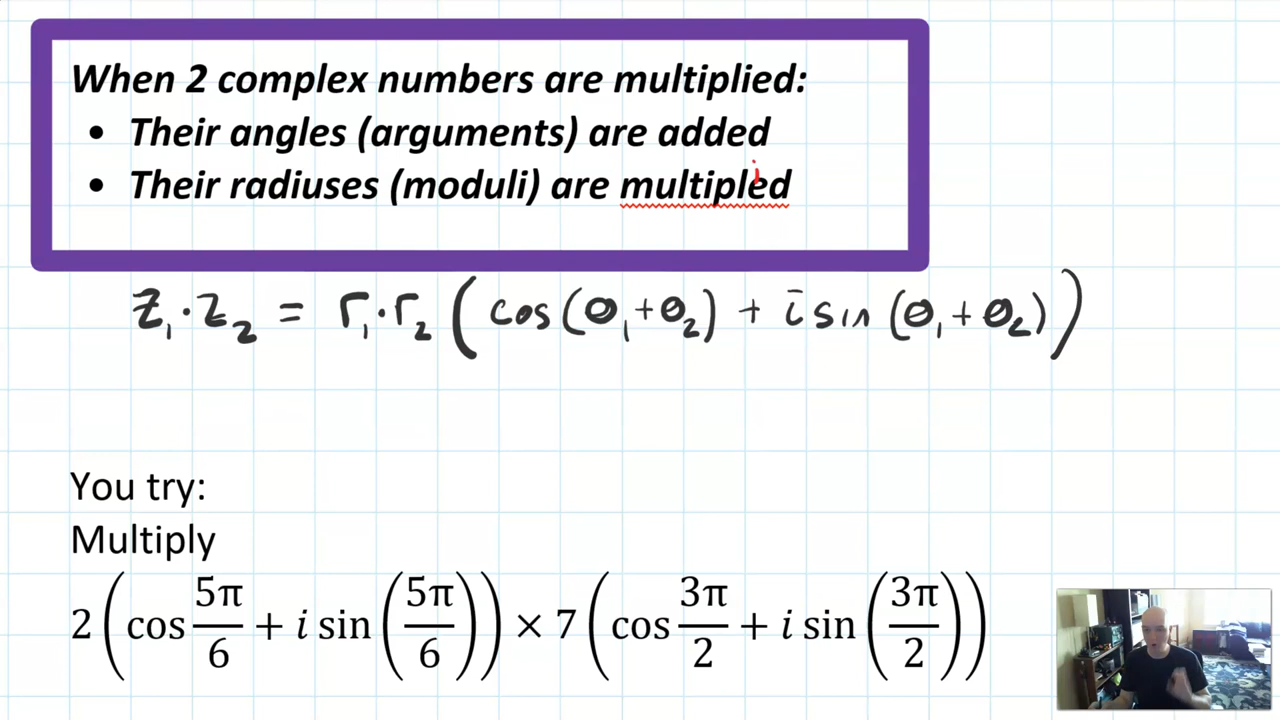 When 2 complex numbers are multiplied:
• Their angles (arguments) are added
• Their radiuses (moduli) are multipled
i
z₁·z₂ = r₁·r₂ (cos(θ₁+θ₂) + i sin(θ₁+θ₂))
You try:
Multiply
2(cos 5π/6 + i sin(5π/6)) × 7(cos 3π/2 + i sin(3π/2))